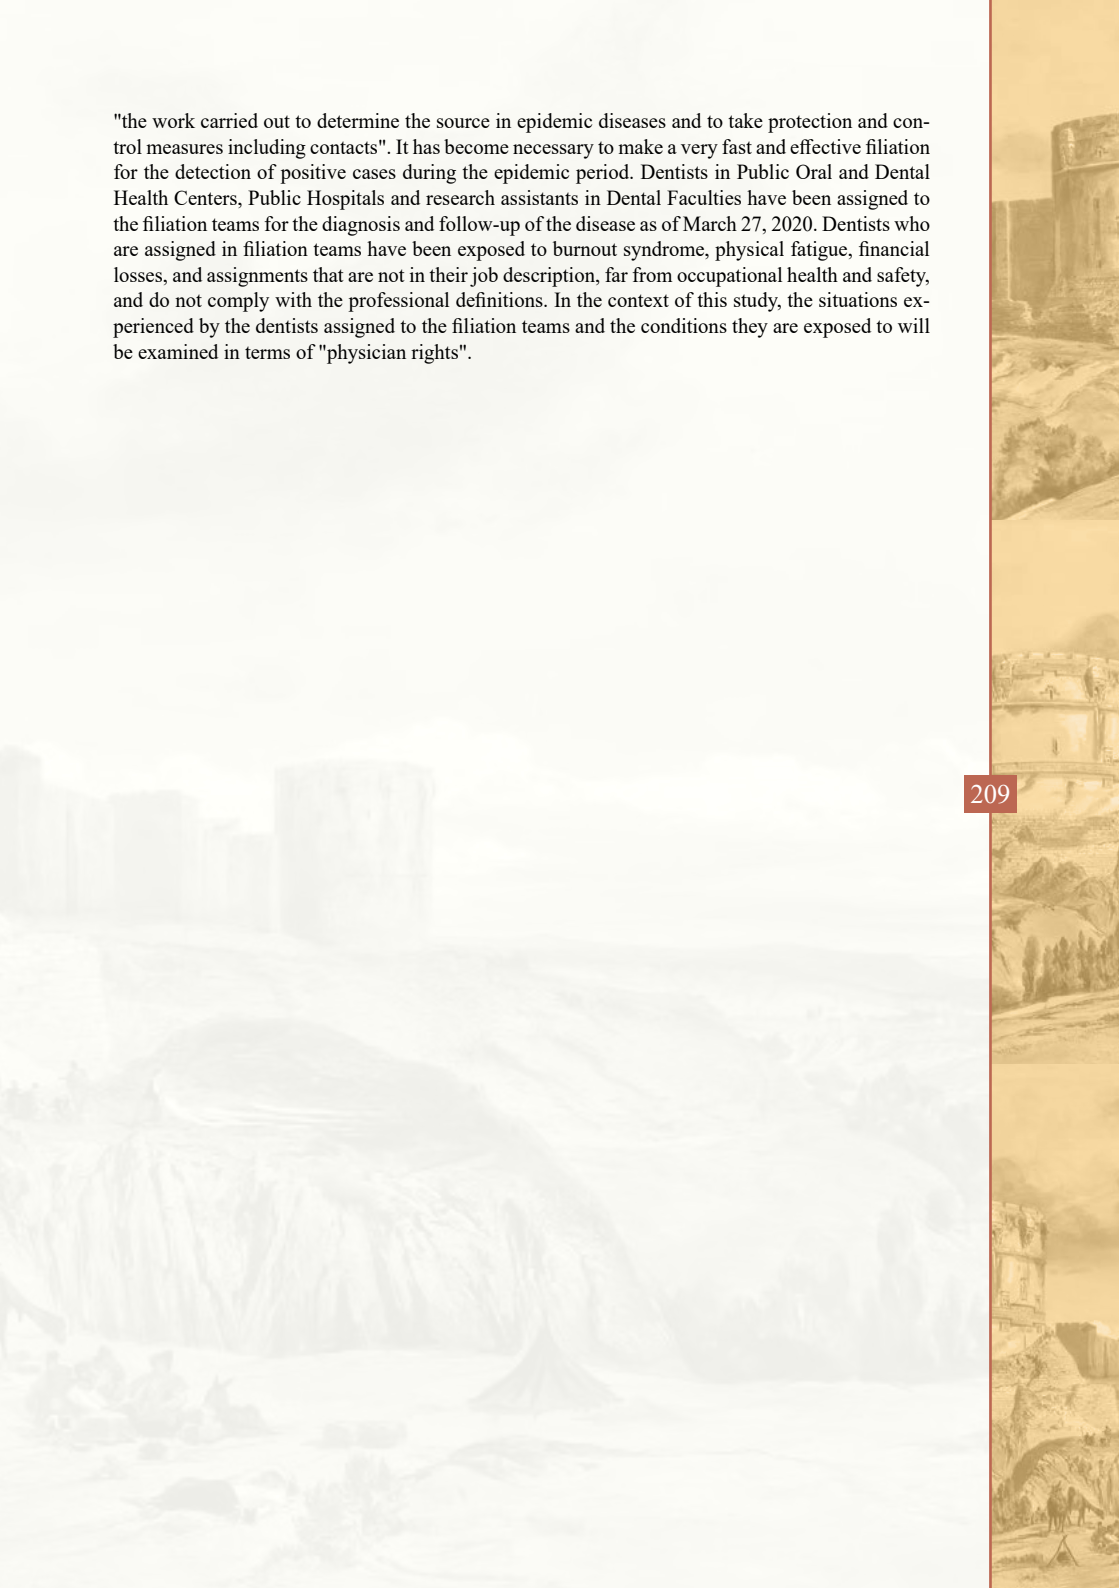 "the work carried out to determine the source in epidemic diseases and to take protection and con-
trol measures including contacts". It has become necessary to make a very fast and effective filiation
for the detection of positive cases during the epidemic period. Dentists in Public Oral and Dental
Health Centers, Public Hospitals and research assistants in Dental Faculties have been assigned to
the filiation teams for the diagnosis and follow-up of the disease as of March 27, 2020. Dentists who
are assigned in filiation teams have been exposed to burnout syndrome, physical fatigue, financial
losses, and assignments that are not in their job description, far from occupational health and safety,
and do not comply with the professional definitions. In the context of this study, the situations ex-
perienced by the dentists assigned to the filiation teams and the conditions they are exposed to will
be examined in terms of "physician rights".
209